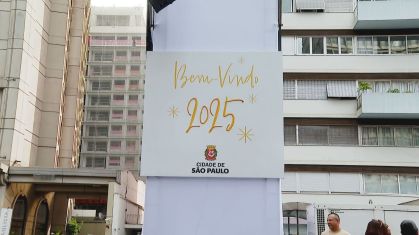 Bem-Vindo
2025
CIDADE DE
SÃO PAULO